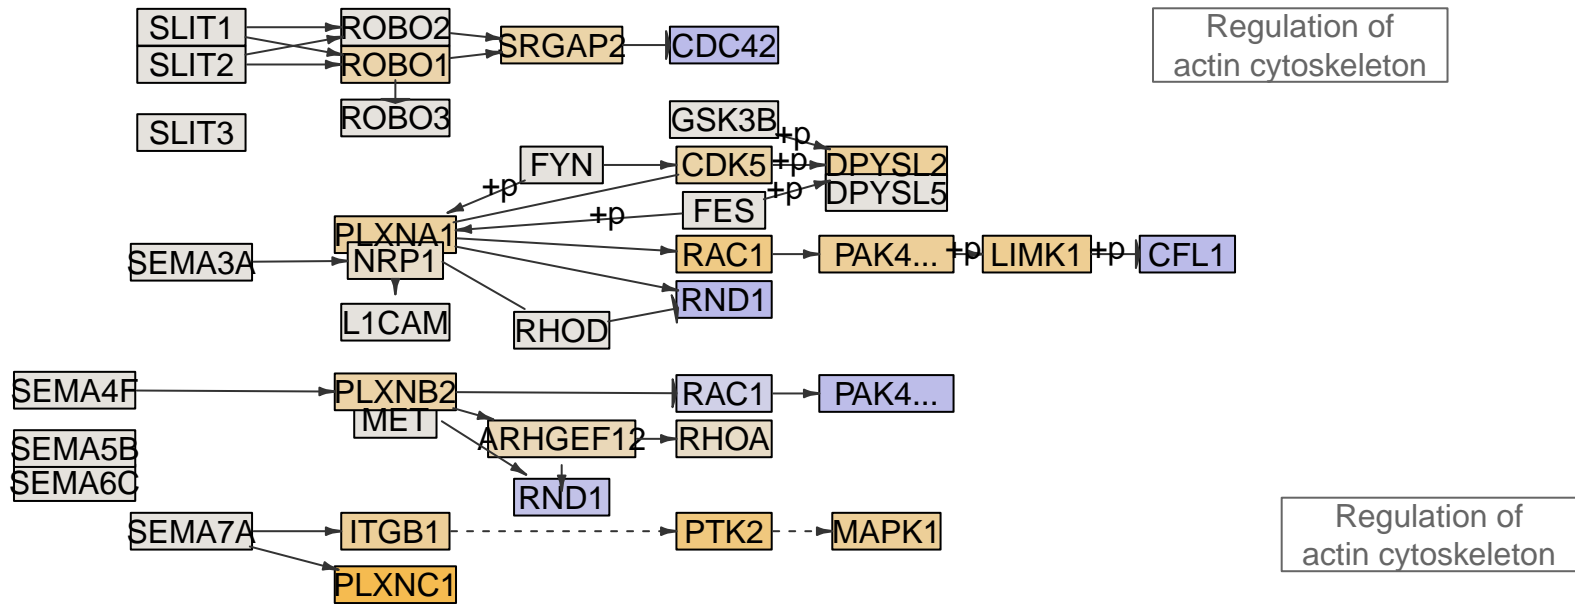 SLIT1
ROBO2
SRGAP2
CDC42
Regulation of
actin cytoskeleton
SLIT2
ROBO1
SLIT3
ROBO3
GSK3B
+p
FYN
CDK5
+p
DPYSL2
+p
FES
+p
DPYSL5
+p
PLXNA1
SEMA3A
NRP1
RAC1
PAK4...
+p
LIMK1
+p
CFL1
RND1
L1CAM
RHOD
SEMA4F
PLXNB2
RAC1
PAK4...
MET
ARHGEF12
RHOA
SEMA5B
SEMA6C
RND1
SEMA7A
ITGB1
PTK2
MAPK1
Regulation of
actin cytoskeleton
PLXNC1